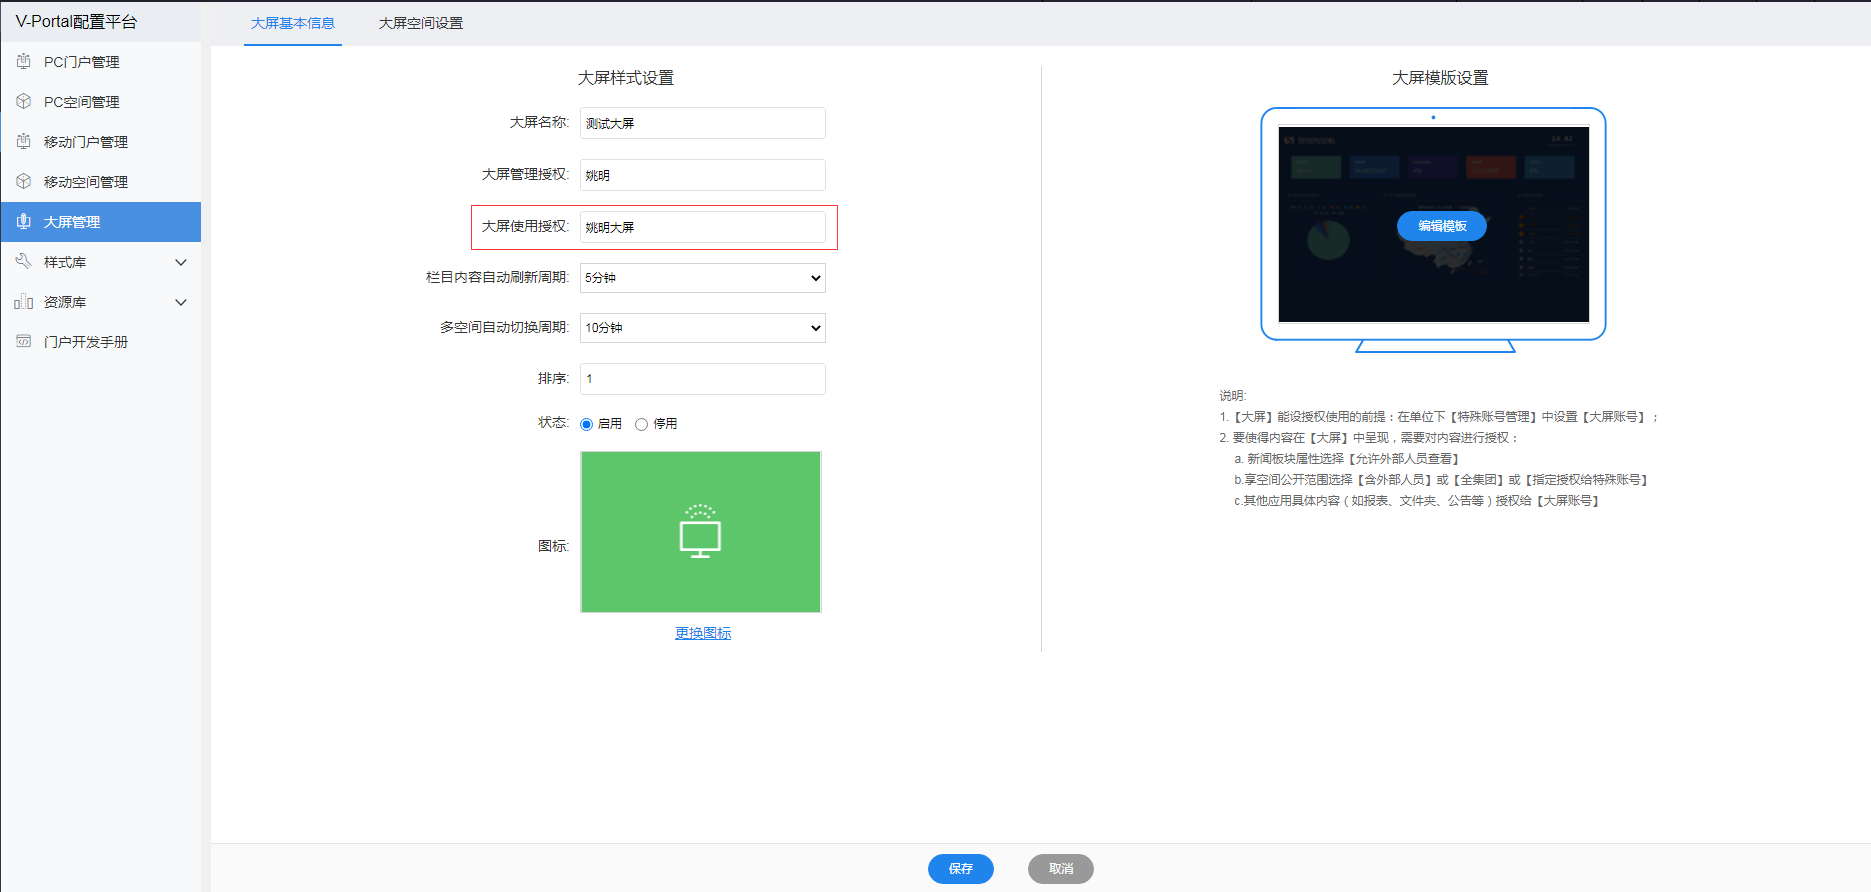 V-Portal配置平台
PC门户管理
PC空间管理
移动门户管理
移动空间管理
大屏管理
样式库
资源库
门户开发手册
大屏基本信息
大屏空间设置
大屏样式设置
大屏名称: 测试大屏
大屏管理授权: 姚明
大屏使用授权: 姚明大屏
栏目内容自动刷新周期: 5分钟
多空间自动切换周期: 10分钟
排序: 1
状态: 启用 停用
图标:
更换图标
大屏模版设置
编辑模板
说明:
1.【大屏】能设授权使用的前提：在单位下【特殊账号管理】中设置【大屏账号】；
2. 要使得内容在【大屏】中呈现，需要对内容进行授权：
a. 新闻板块属性选择【允许外部人员查看】
b.享空间公开范围选择【含外部人员】或【全集团】或【指定授权给特殊账号】
c.其他应用具体内容（如报表、文件夹、公告等）授权给【大屏账号】
保存
取消